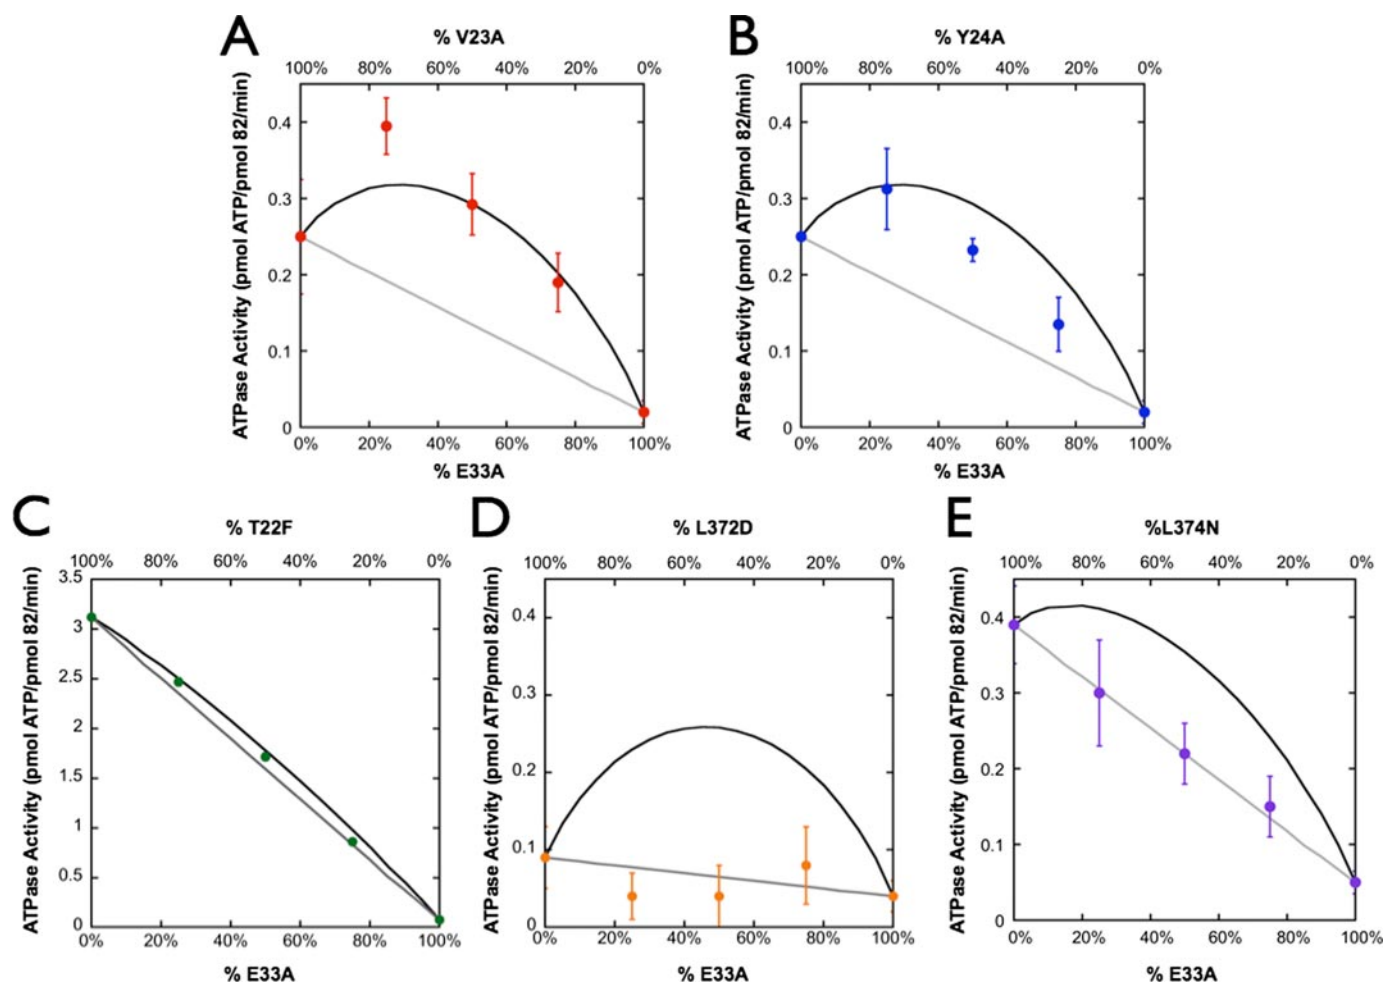 A
% V23A
100% 80% 60% 40% 20% 0%
ATPase Activity (pmol ATP/pmol 82/min)
0.4
0.3
0.2
0.1
0
0% 20% 40% 60% 80% 100%
% E33A
B
% Y24A
100% 80% 60% 40% 20% 0%
ATPase Activity (pmol ATP/pmol 82/min)
0.4
0.3
0.2
0.1
0
0% 20% 40% 60% 80% 100%
% E33A
C
% T22F
100% 80% 60% 40% 20% 0%
ATPase Activity (pmol ATP/pmol 82/min)
3.5
3
2.5
2
1.5
1
0.5
0
0% 20% 40% 60% 80% 100%
% E33A
D
% L372D
100% 80% 60% 40% 20% 0%
ATPase Activity (pmol ATP/pmol 82/min)
0.4
0.3
0.2
0.1
0
0% 20% 40% 60% 80% 100%
% E33A
E
%L374N
100% 80% 60% 40% 20% 0%
ATPase Activity (pmol ATP/pmol 82/min)
0.4
0.3
0.2
0.1
0
0% 20% 40% 60% 80% 100%
% E33A